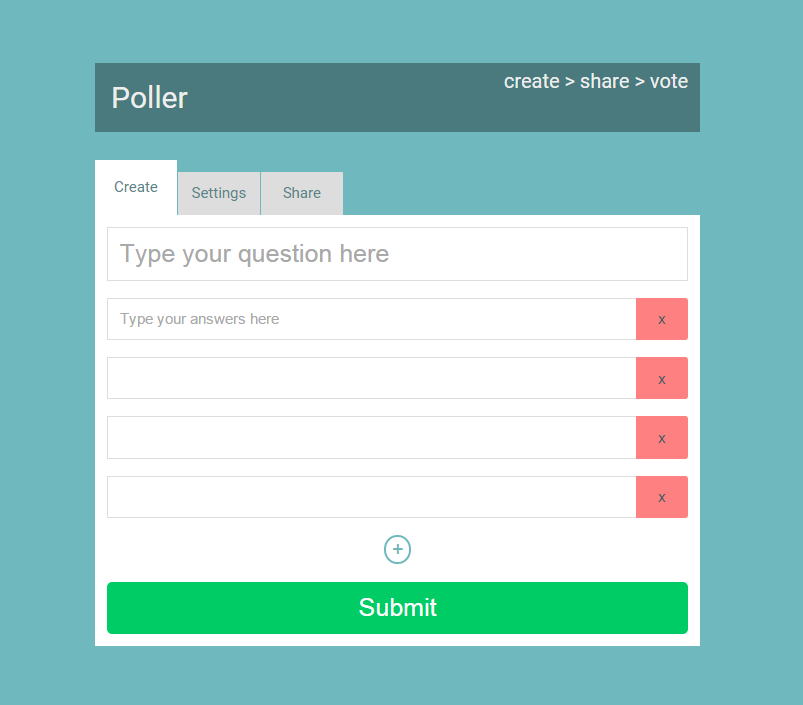 Poller
create > share > vote
Create
Settings
Share
Type your question here
Type your answers here
x
x
x
x
+
Submit